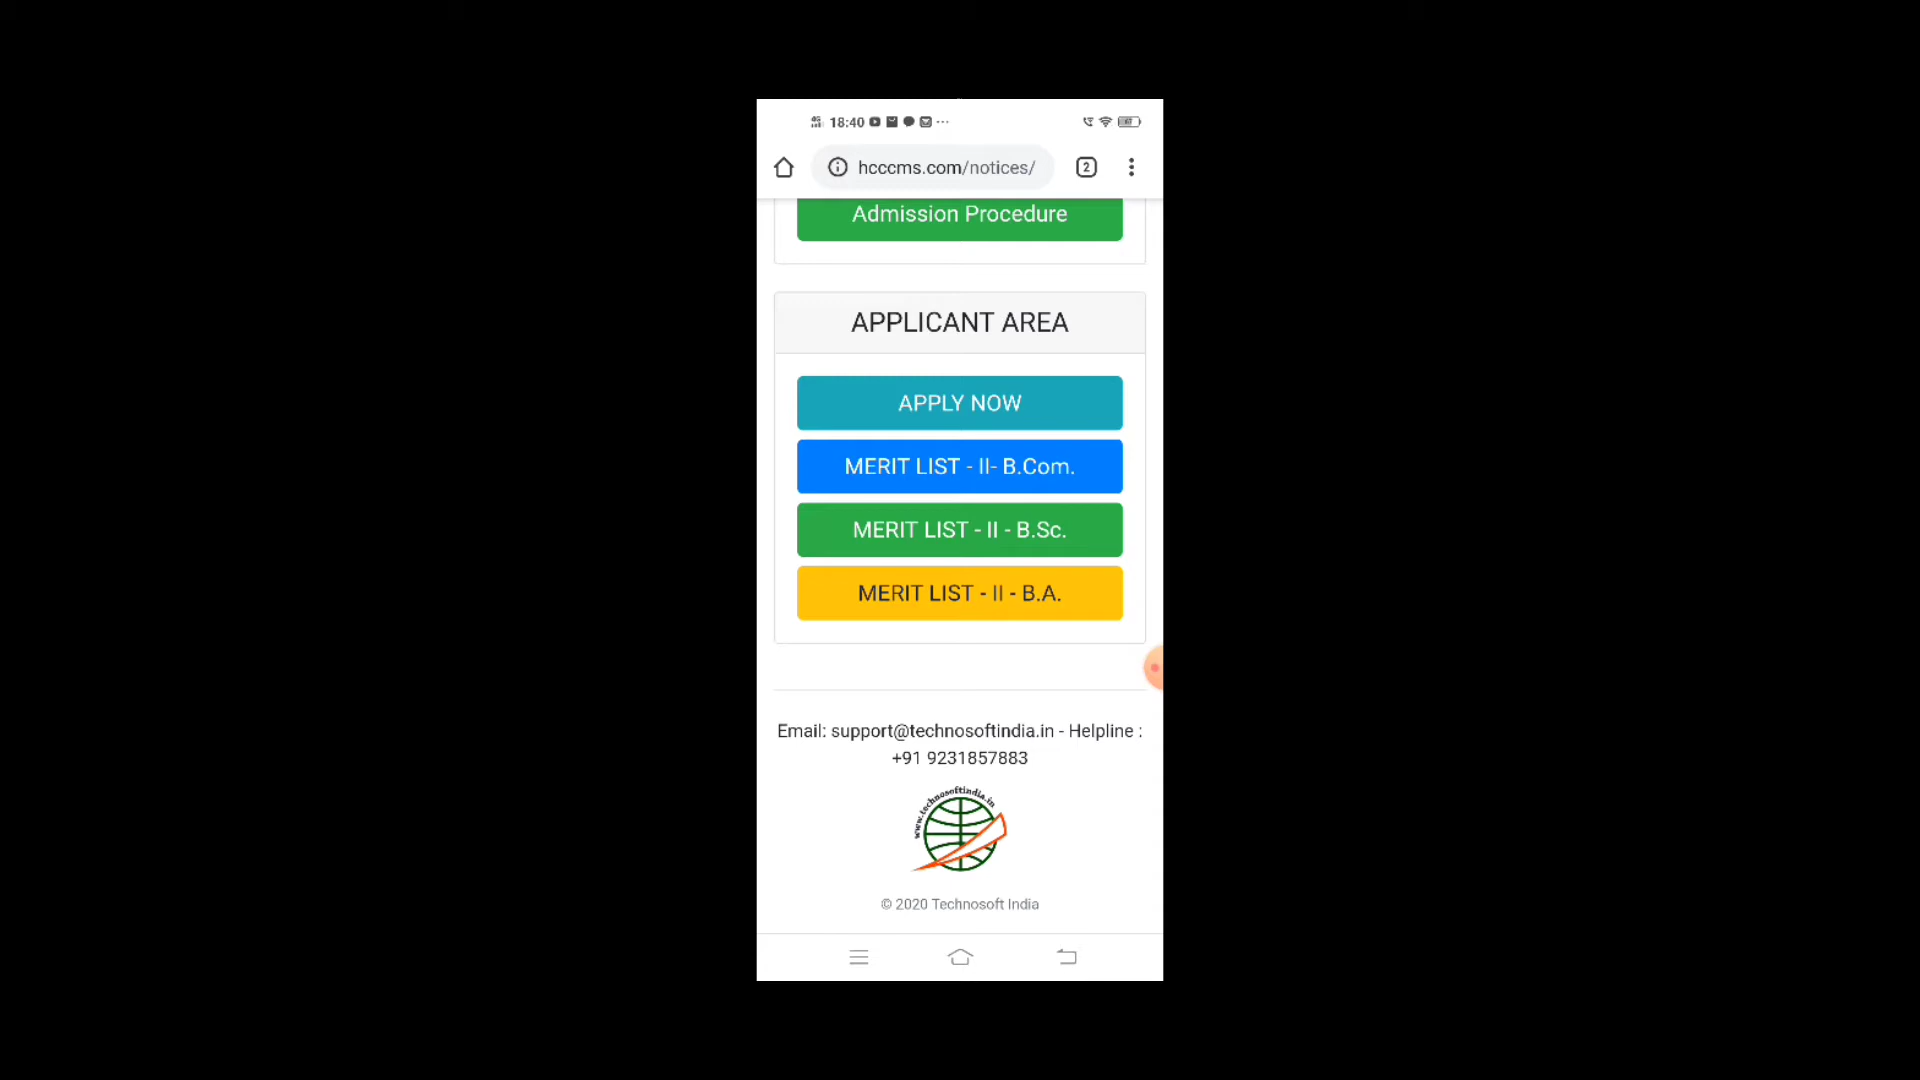 18:40
hcccms.com/notices/
2
Admission Procedure
APPLICANT AREA
APPLY NOW
MERIT LIST - II- B.Com.
MERIT LIST - II - B.Sc.
MERIT LIST - II - B.A.
Email: support@technosoftindia.in - Helpline :
+91 9231857883
www.technosoftindia.in
© 2020 Technosoft India